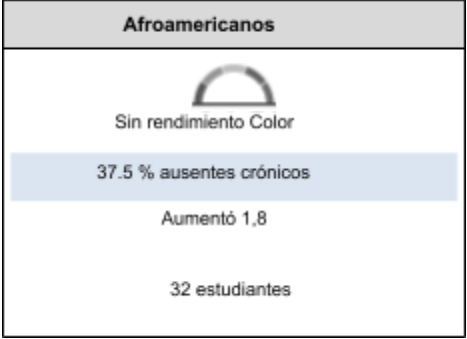 Afroamericanos
Sin rendimiento Color
37.5 % ausentes crónicos
Aumentó 1,8
32 estudiantes